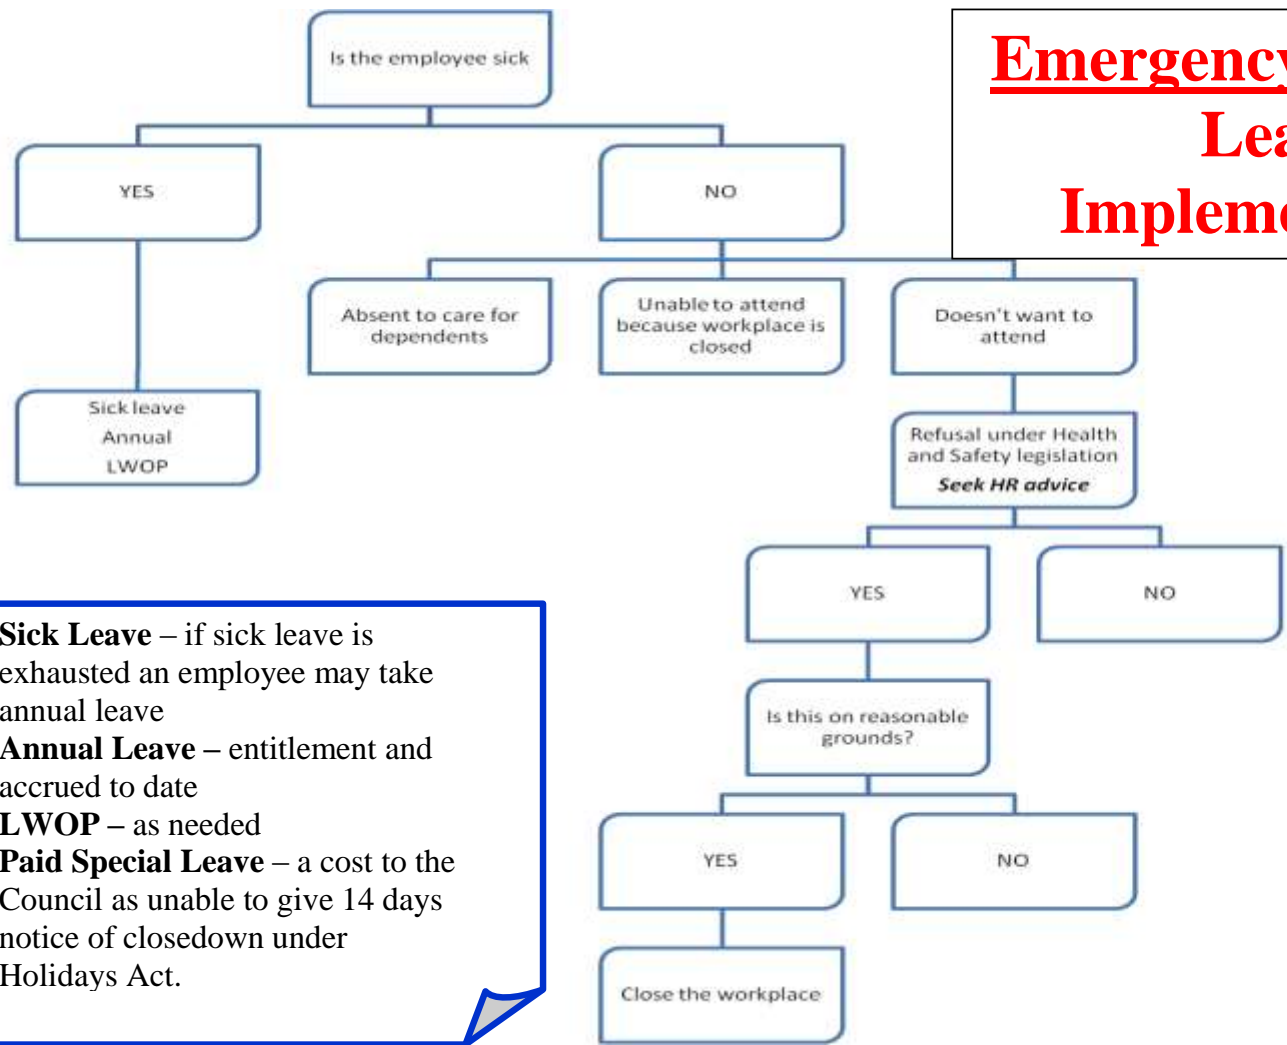 Is the employee sick
Emergency
Lea
Impleme
YES
NO
Absent to care for
dependents
Unable to attend
because workplace is
closed
Doesn't want to
attend
Sick leave
Annual
LWOP
Refusal under Health
and Safety legislation
Seek HR advice
YES
NO
Sick Leave – if sick leave is
exhausted an employee may take
annual leave
Annual Leave – entitlement and
accrued to date
LWOP – as needed
Paid Special Leave – a cost to the
Council as unable to give 14 days
notice of closedown under
Holidays Act.
Is this on reasonable
grounds?
YES
NO
Close the workplace